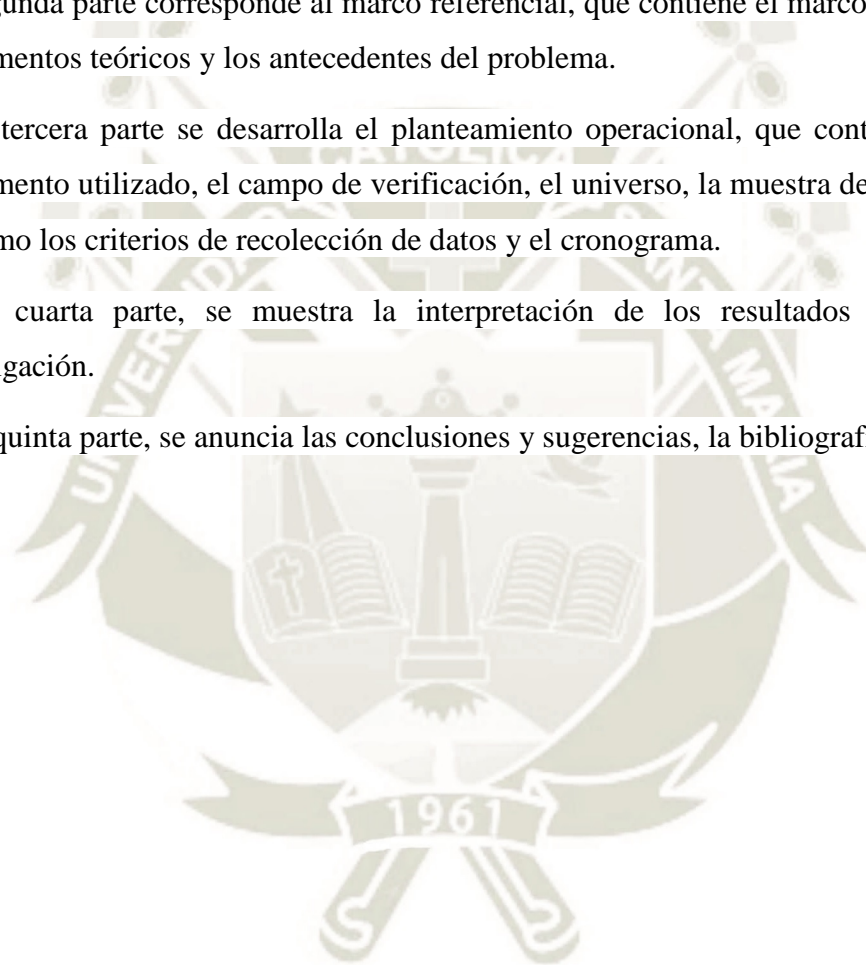 gunda parte corresponde al marco referencial, que contiene el marco
mentos teóricos y los antecedentes del problema.
tercera parte se desarrolla el planteamiento operacional, que cont
mento utilizado, el campo de verificación, el universo, la muestra de
mo los criterios de recolección de datos y el cronograma.
cuarta parte, se muestra la interpretación de los resultados
igación.
quinta parte, se anuncia las conclusiones y sugerencias, la bibliograf
1961